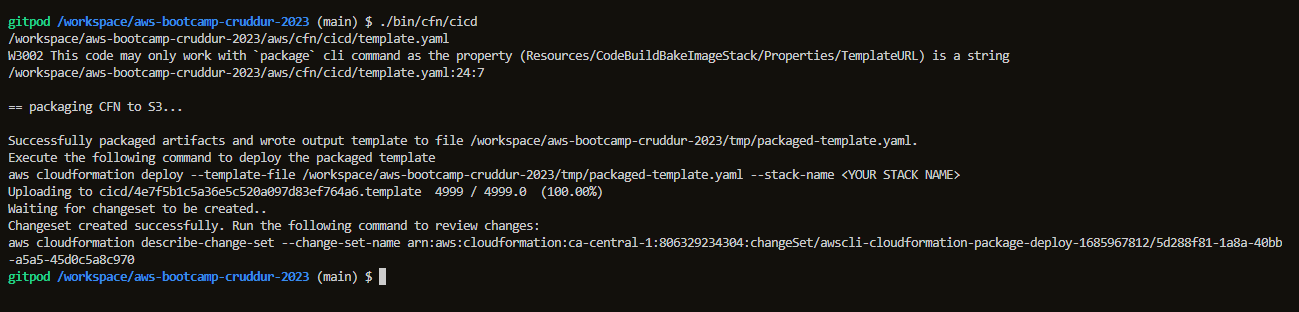 gitpod /workspace/aws-bootcamp-cruddur-2023 (main) $ ./bin/cfn/cicd
/workspace/aws-bootcamp-cruddur-2023/aws/cfn/cicd/template.yaml
W3002 This code may only work with `package` cli command as the property (Resources/CodeBuildBakeImageStack/Properties/TemplateURL) is a string
/workspace/aws-bootcamp-cruddur-2023/aws/cfn/cicd/template.yaml:24:7
== packaging CFN to S3...
Successfully packaged artifacts and wrote output template to file /workspace/aws-bootcamp-cruddur-2023/tmp/packaged-template.yaml.
Execute the following command to deploy the packaged template
aws cloudformation deploy --template-file /workspace/aws-bootcamp-cruddur-2023/tmp/packaged-template.yaml --stack-name <YOUR STACK NAME>
Uploading to cicd/4e7f5b1c5a36e5c520a097d83ef764a6.template  4999 / 4999.0  (100.00%)
Waiting for changeset to be created..
Changeset created successfully. Run the following command to review changes:
aws cloudformation describe-change-set --change-set-name arn:aws:cloudformation:ca-central-1:806329234304:changeSet/awscli-cloudformation-package-deploy-1685967812/5d288f81-1a8a-40bb
-a5a5-45d0c5a8c970
gitpod /workspace/aws-bootcamp-cruddur-2023 (main) $